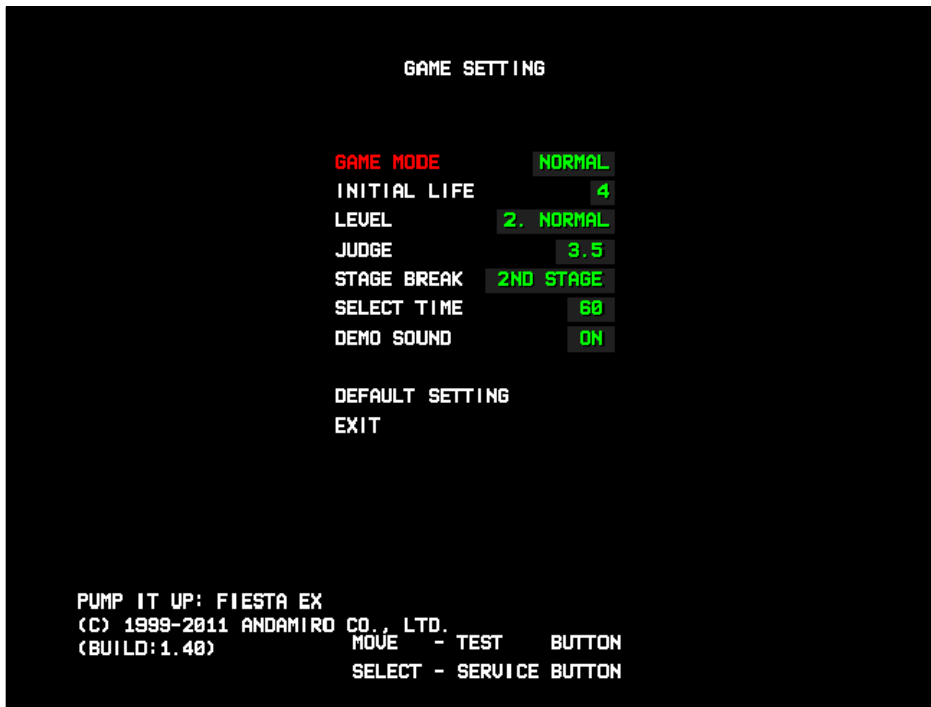 GAME SETTING
GAME MODE NORMAL
INITIAL LIFE 4
LEVEL 2. NORMAL
JUDGE 3.5
STAGE BREAK 2ND STAGE
SELECT TIME 60
DEMO SOUND ON
DEFAULT SETTING
EXIT
PUMP IT UP: FIESTA EX
(C) 1999-2011 ANDAMIRO CO., LTD.
(BUILD:1.40)
MOVE - TEST BUTTON
SELECT - SERVICE BUTTON